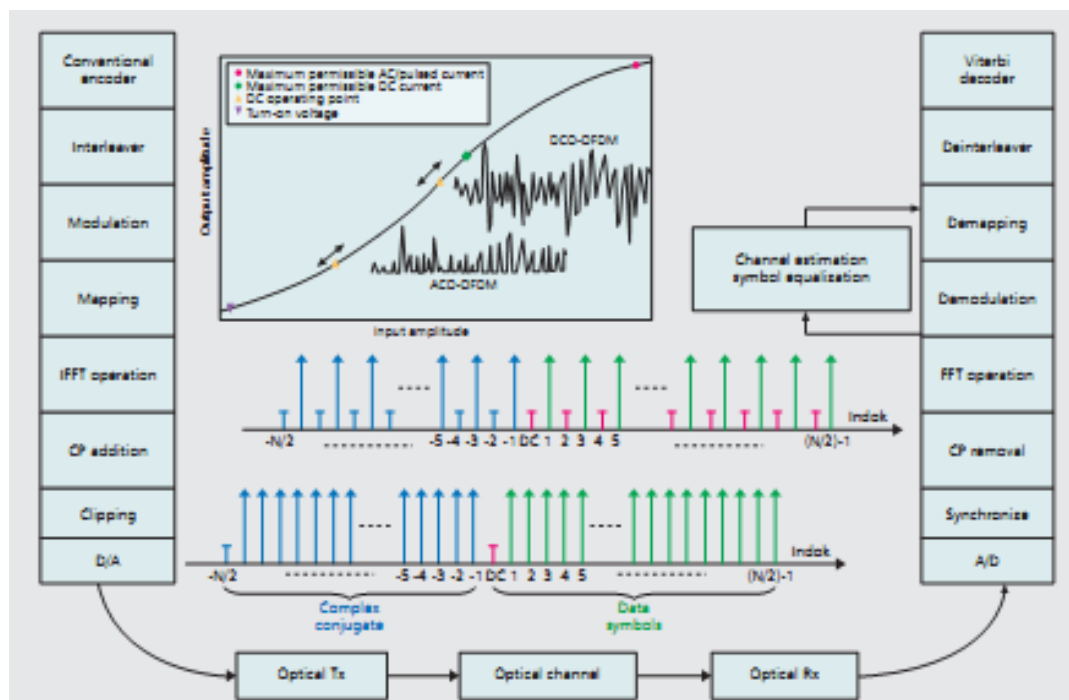 Conventional
encoder
Interleaver
Modulation
Mapping
IFFT operation
CP addition
Clipping
D/A
Maximum permissible AC/pulsed current
Maximum permissible DC current
DC operating point
Turn-on voltage
Output amplitude
DCO-OFDM
ACO-OFDM
Input amplitude
Viterbi
decoder
Deinterleaver
Demapping
Demodulation
FFT operation
CP removal
Synchronize
A/D
Channel estimation
symbol equalization
Index
-N/2 -5 -4 -3 -2 -1 DC 1 2 3 4 5 (N/2)-1
Index
-N/2 -5 -4 -3 -2 -1 DC 1 2 3 4 5 (N/2)-1
Complex
conjugate
Data
symbols
Optical Tx
Optical channel
Optical Rx